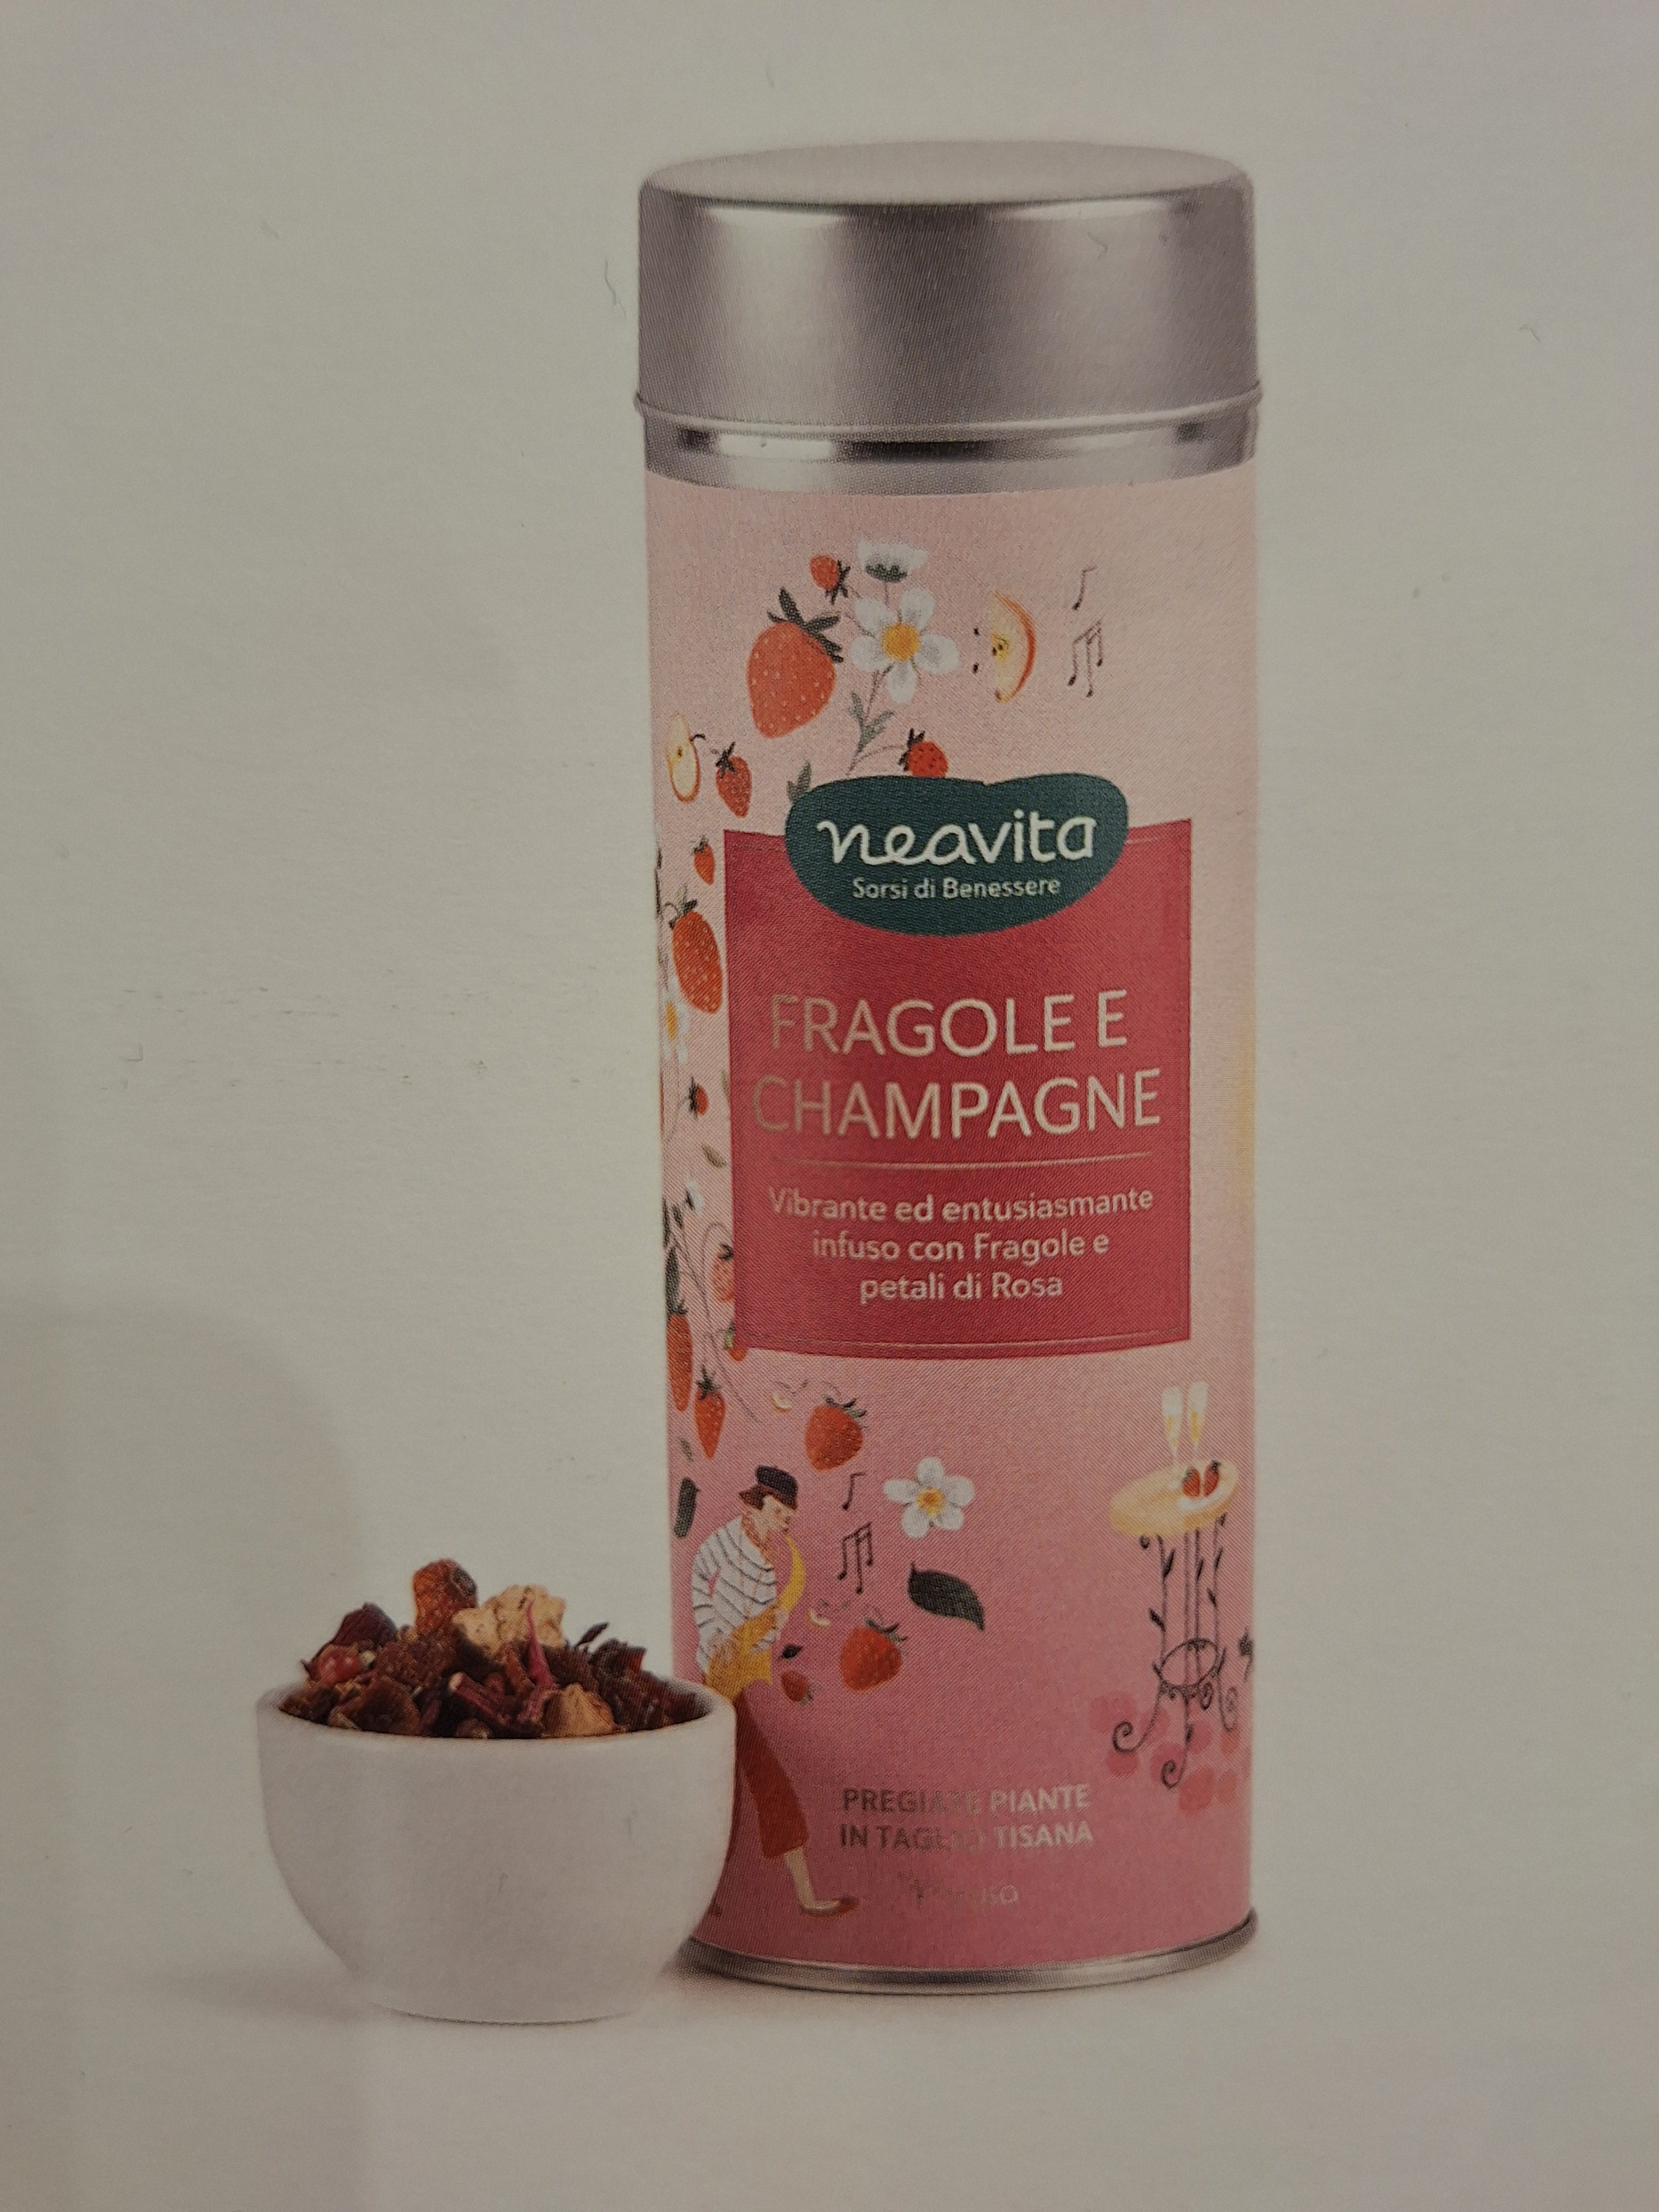 neavita
Sorsi di Benessere
FRAGOLE E
CHAMPAGNE
Vibrante ed entusiasmante
infuso con Fragole e
petali di Rosa
PREGIATE PIANTE
IN TAGLIO TISANA